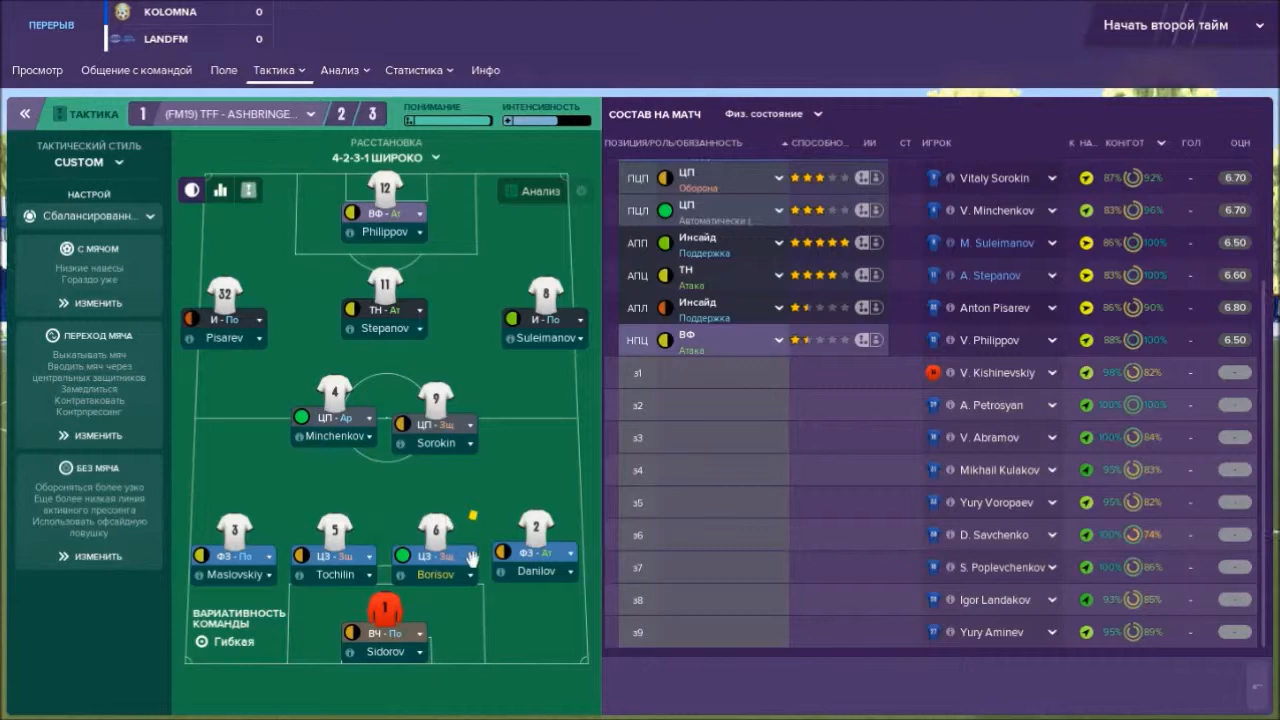 ПЕРЕРЫВ
KOLOMNA 0
LANDFM 0
Начать второй тайм
Просмотр Общение с командой Поле Тактика Анализ Статистика Инфо
ТАКТИКА 1 (FM19) TFF - ASHBRINGE... 2 3 ПОНИМАНИЕ ИНТЕНСИВНОСТЬ
ТАКТИЧЕСКИЙ СТИЛЬ
CUSTOM
НАСТРОЙ
Сбалансированн...
С МЯЧОМ
Низкие навесы
Гораздо уже
ИЗМЕНИТЬ
ПЕРЕХОД МЯЧА
Выкатывать мяч
Вводить мяч через
центральных защитников
Замедлиться
Контратаковать
Контрпрессинг
ИЗМЕНИТЬ
БЕЗ МЯЧА
Обороняться более узко
Еще более низкая линия
активного прессинга
Использовать офсайдную
ловушку
ИЗМЕНИТЬ
РАССТАНОВКА
4-2-3-1 ШИРОКО
Анализ
12
ВФ - Ат
Philippov
32
И - По
Pisarev
11
ТН - Ат
Stepanov
8
И - По
Suleimanov
4
ЦП - Ар
Minchenkov
9
ЦП - Зщ
Sorokin
3
ФЗ - По
Maslovskiy
5
ЦЗ - Зщ
Tochilin
6
ЦЗ - Зщ
Borisov
2
ФЗ - Ат
Danilov
1
ВЧ - По
Sidorov
ВАРИАТИВНОСТЬ
КОМАНДЫ
Гибкая
СОСТАВ НА МАТЧ Физ. состояние
ПОЗИЦИЯ/РОЛЬ/ОБЯЗАННОСТЬ СПОСОБНО... ИИ СТ ИГРОК К НА... КОНІГОТ ГОЛ ОЦН
ПЦП ЦП Оборона Vitaly Sorokin 87% 92% - 6.70
ПЦЛ ЦП Автоматически (... V. Minchenkov 83% 96% - 6.70
АПП Инсайд Поддержка M. Suleimanov 86% 100% - 6.50
АПЦ ТН Атака A. Stepanov 83% 100% - 6.60
АПЛ Инсайд Поддержка Anton Pisarev 86% 90% - 6.80
НПЦ ВФ Атака V. Philippov 88% 100% - 6.50
з1 V. Kishinevskiy 98% 82% - -
з2 A. Petrosyan 100% 100% - -
з3 V. Abramov 100% 84% - -
з4 Mikhail Kulakov 95% 83% - -
з5 Yury Voropaev 95% 82% - -
з6 D. Savchenko 100% 74% - -
з7 S. Poplevchenkov 100% 86% - -
з8 Igor Landakov 93% 85% - -
з9 Yury Aminev 95% 89% - -